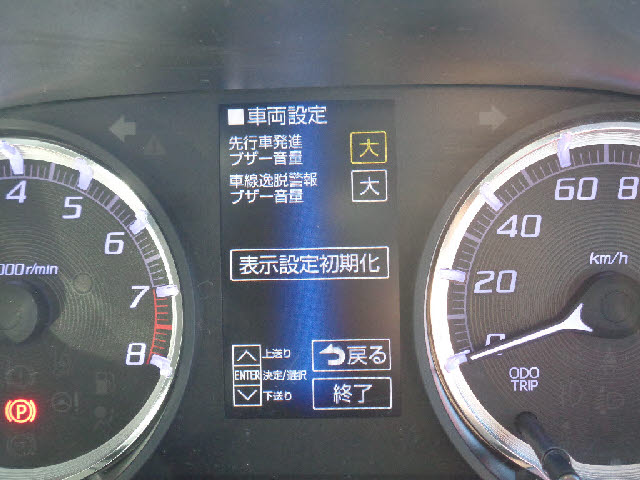 ■車両設定
先行車発進
ブザー音量 大
車線逸脱警報
ブザー音量 大
表示設定初期化
上送り
ENTER 決定/選択
下送り
戻る
終了
4
5
6
7
8
000r/min
P
0
20
40
60
8
km/h
ODO
TRIP